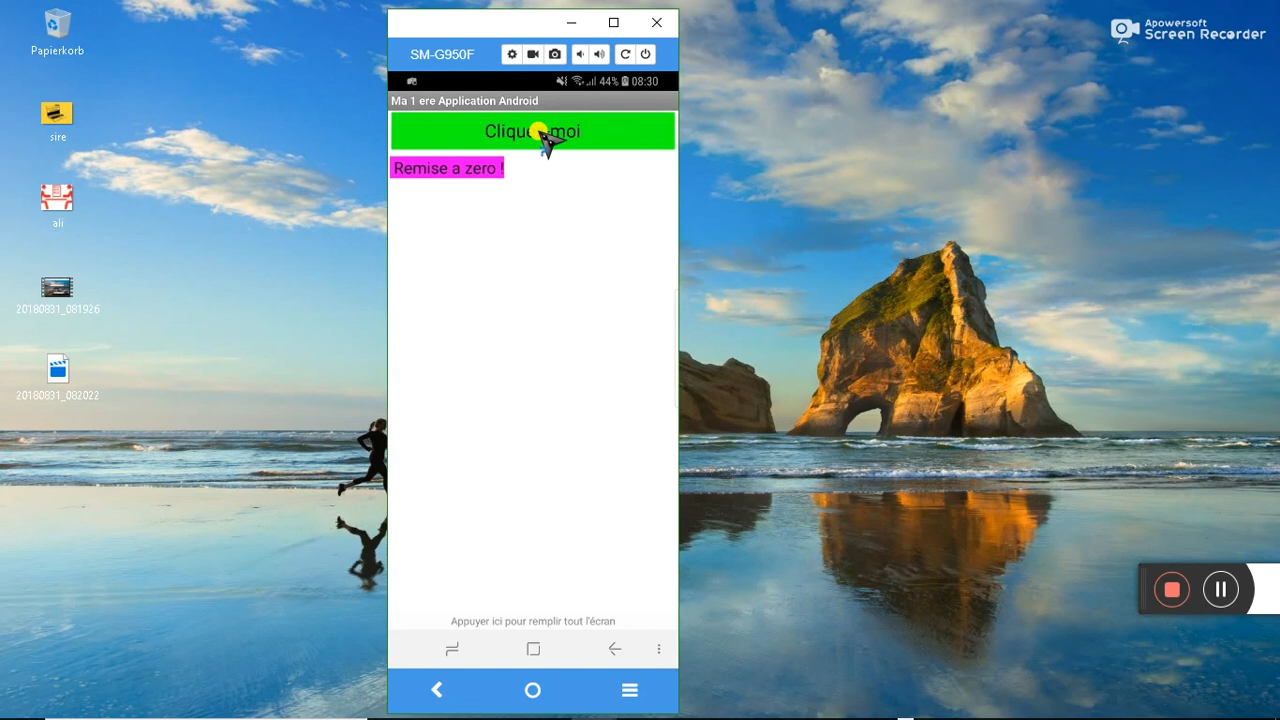 Papierkorb
sire
ali
20180831_081926
20180831_082022
SM-G950F
44% 08:30
Ma 1 ere Application Android
Clique moi
Remise a zero !
Appuyer ici pour remplir tout l'écran
Apowersoft
Screen Recorder